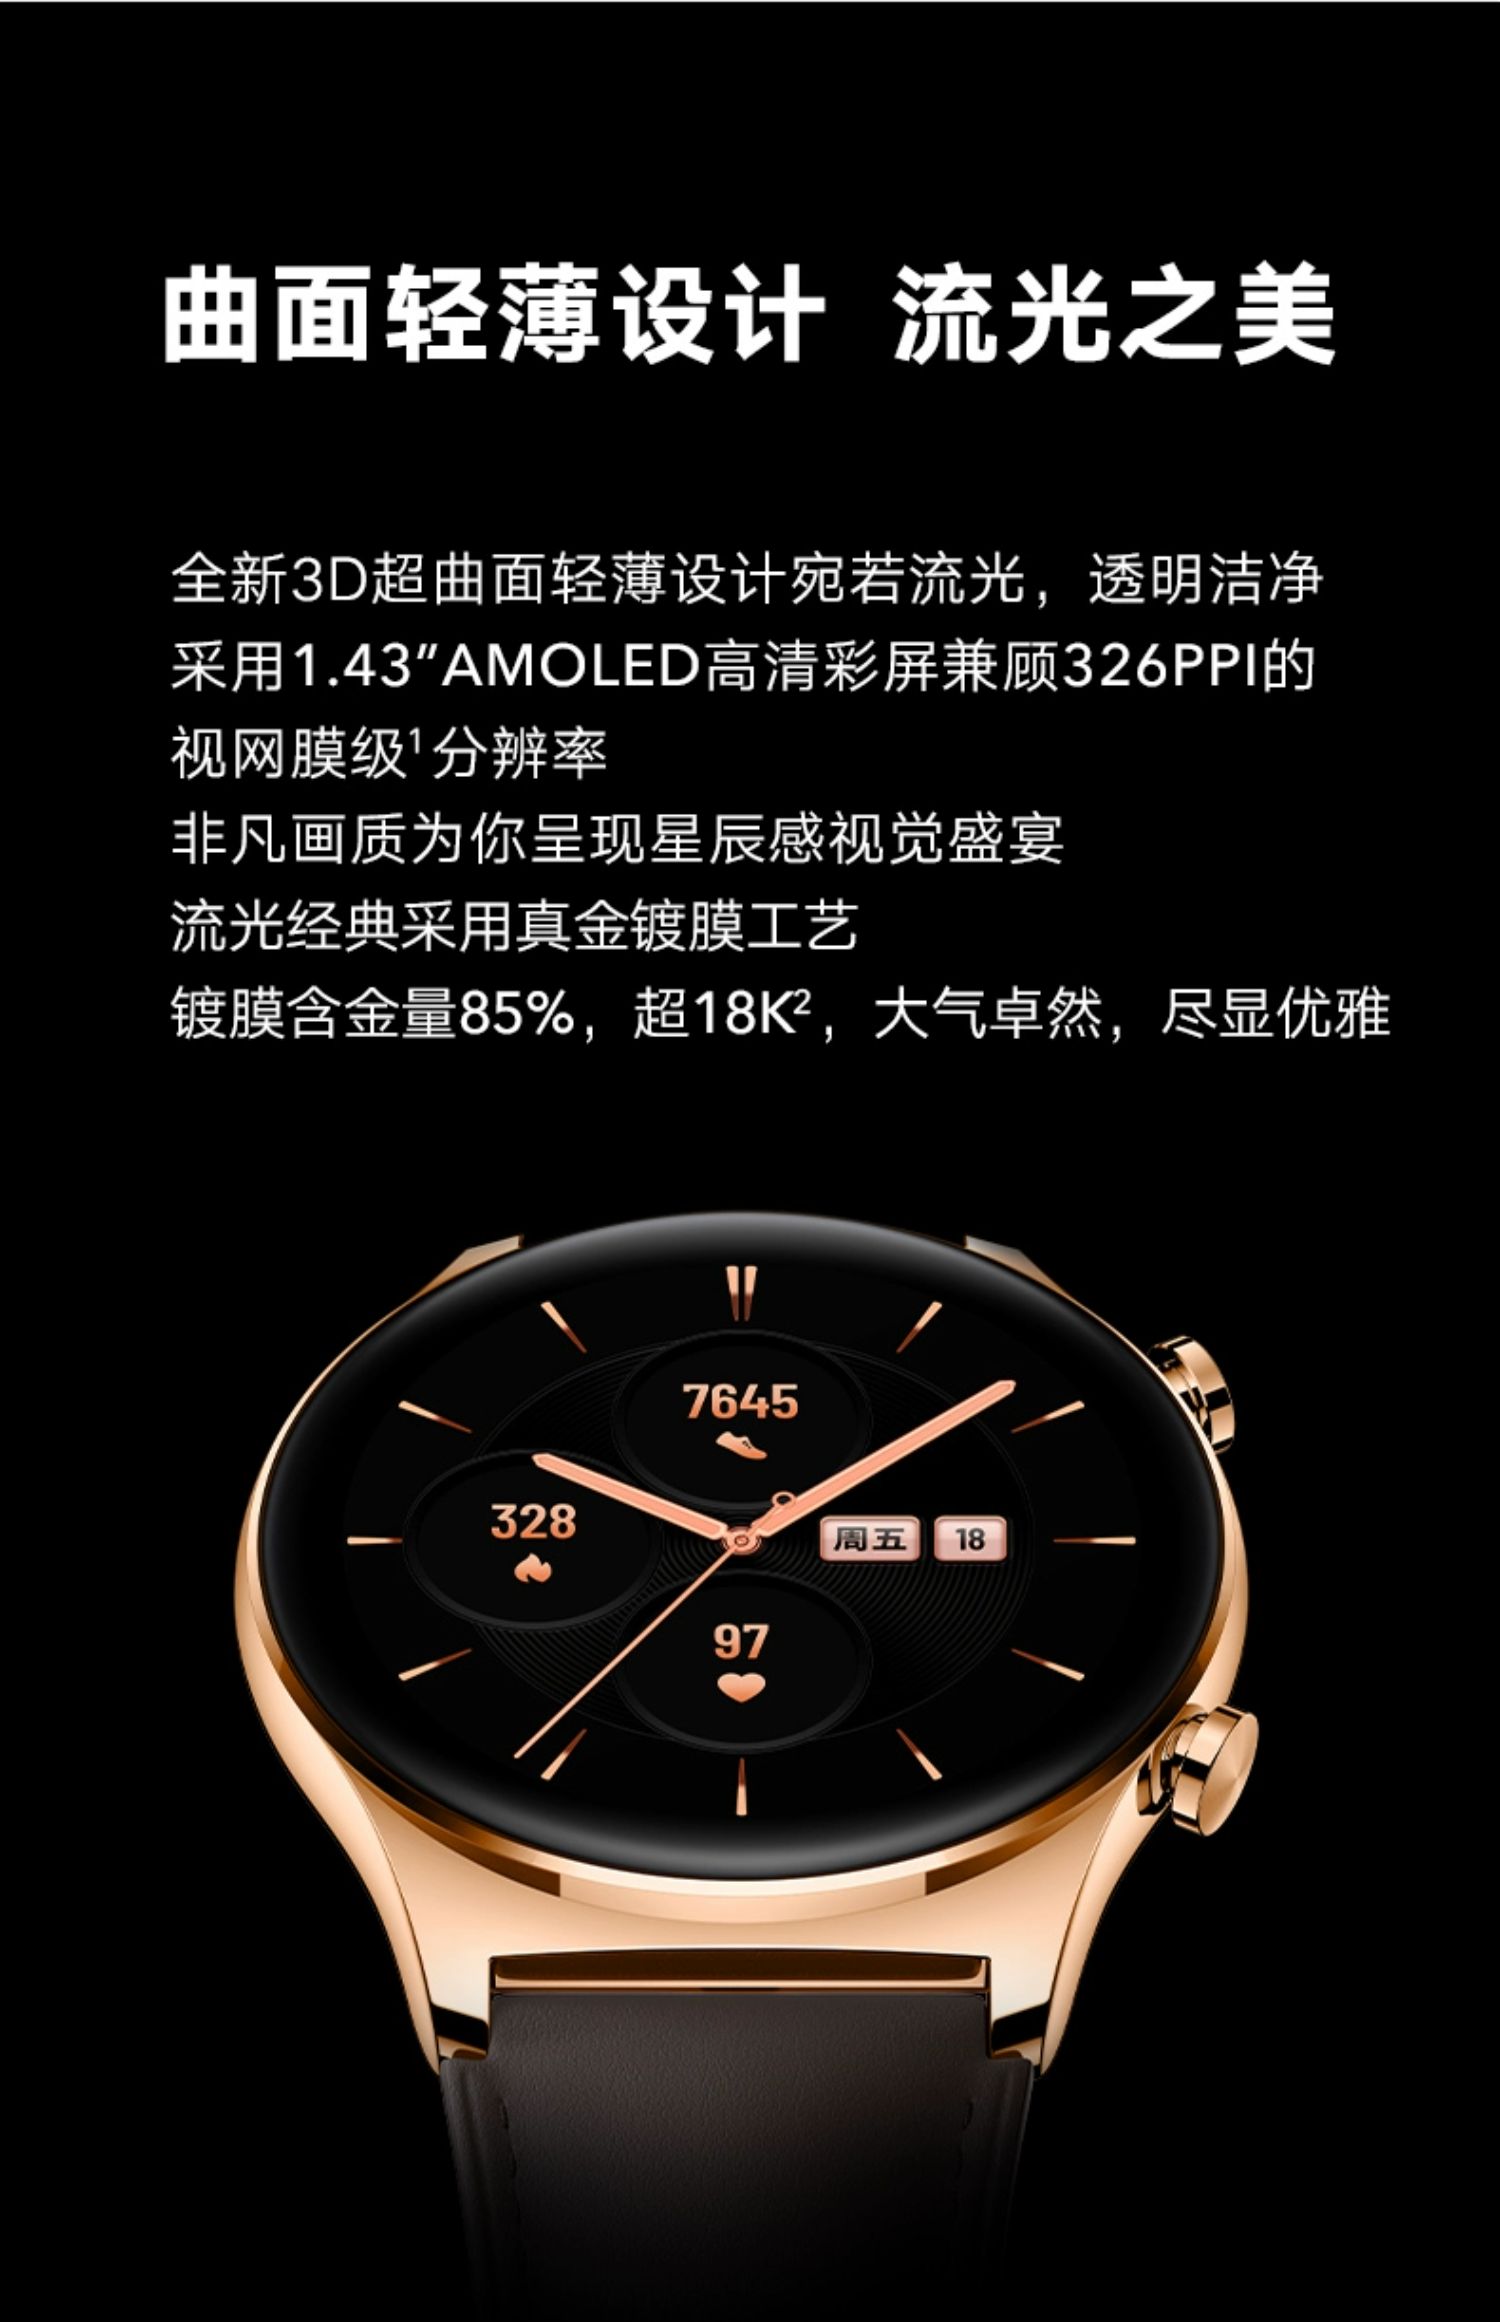 曲面轻薄设计 流光之美
全新3D超曲面轻薄设计宛若流光，透明洁净
采用1.43”AMOLED高清彩屏兼顾326PPI的
视网膜级¹分辨率
非凡画质为你呈现星辰感视觉盛宴
流光经典采用真金镀膜工艺
镀膜含金量85%，超18K²，大气卓然，尽显优雅
7645
328
周五 18
97